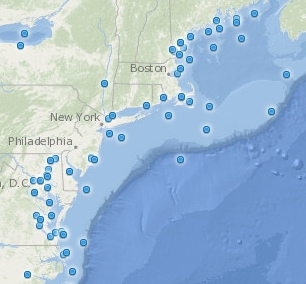 Boston
New York
Philadelphia
, D.C.